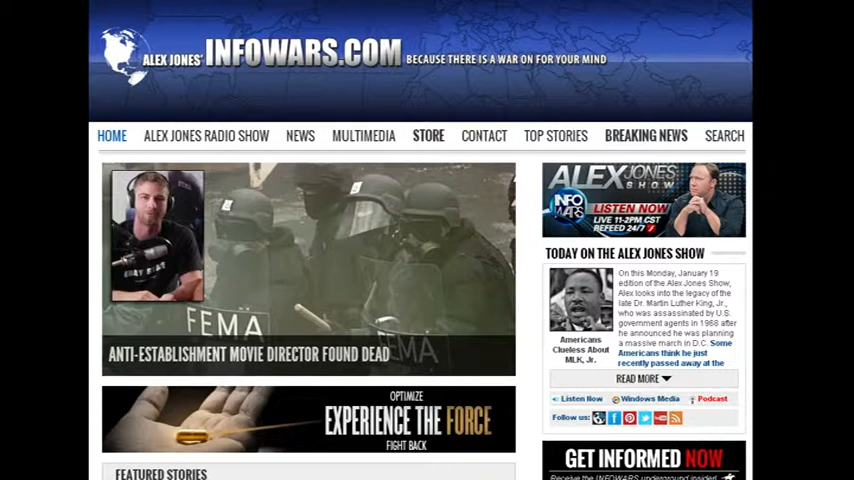 ALEX JONES' INFOWARS.COM BECAUSE THERE IS A WAR ON FOR YOUR MIND
HOME ALEX JONES RADIO SHOW NEWS MULTIMEDIA STORE CONTACT TOP STORIES BREAKING NEWS SEARCH
FEMA
FEMA
ANTI-ESTABLISHMENT MOVIE DIRECTOR FOUND DEAD
OPTIMIZE
EXPERIENCE THE FORCE
FIGHT BACK
FEATURED STORIES
ALEX JONES
SHOW
INFO
WARS
LISTEN NOW
LIVE 11-2PM CST
REFEED 24/7
TODAY ON THE ALEX JONES SHOW
Americans
Clueless About
MLK, Jr.
On this Monday, January 19
edition of the Alex Jones Show,
Alex looks into the legacy of the
late Dr. Martin Luther King, Jr.,
who was assassinated by U.S.
government agents in 1968 after
he announced he was planning
a massive march in D.C. Some
Americans think he just
recently passed away at the
READ MORE
Listen Now Windows Media Podcast
Follow us:
GET INFORMED NOW
Receive the INFOWARS underground insider!